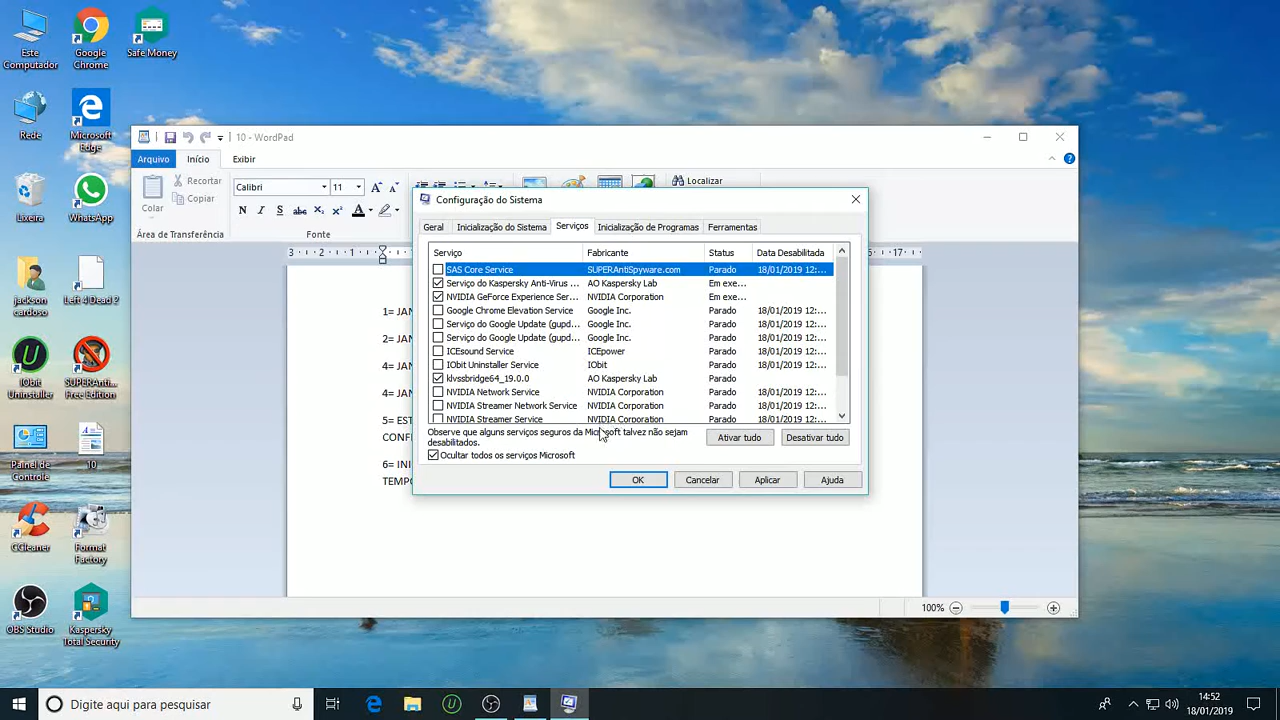 Este Computador
Google Chrome
Safe Money
Rede
Microsoft Edge
Lixeira
WhatsApp
jackson cardoso
Left 4 Dead 2
IObit Uninstaller
SUPERAnti... Free Edition
Painel de Controle
10
CCleaner
Format Factory
OBS Studio
Kaspersky Total Security
10 - WordPad
Arquivo Início Exibir
Colar
Recortar
Copiar
Área de Transferência
Calibri 11
N I S abc X₂ X² A
Fonte
Localizar
3 2 1 1
17
1= JAN
2= JAN
4= JAN
4= JAN
5= EST
CONFI
6= INI
TEMPO
100%
Configuração do Sistema
Geral Inicialização do Sistema Serviços Inicialização de Programas Ferramentas
Serviço Fabricante Status Data Desabilitada
SAS Core Service SUPERAntiSpyware.com Parado 18/01/2019 12:...
Serviço do Kaspersky Anti-Virus ... AO Kaspersky Lab Em exe...
NVIDIA GeForce Experience Ser... NVIDIA Corporation Em exe...
Google Chrome Elevation Service Google Inc. Parado 18/01/2019 12:...
Serviço do Google Update (gupd... Google Inc. Parado 18/01/2019 12:...
Serviço do Google Update (gupd... Google Inc. Parado 18/01/2019 12:...
ICEsound Service ICEpower Parado 18/01/2019 12:...
IObit Uninstaller Service IObit Parado 18/01/2019 12:...
klvssbridge64_19.0.0 AO Kaspersky Lab Parado
NVIDIA Network Service NVIDIA Corporation Parado 18/01/2019 12:...
NVIDIA Streamer Network Service NVIDIA Corporation Parado 18/01/2019 12:...
NVIDIA Streamer Service NVIDIA Corporation Parado 18/01/2019 12:...
Observe que alguns serviços seguros da Microsoft talvez não sejam
desabilitados.
Ativar tudo Desativar tudo
Ocultar todos os serviços Microsoft
OK Cancelar Aplicar Ajuda
Digite aqui para pesquisar
14:52
18/01/2019